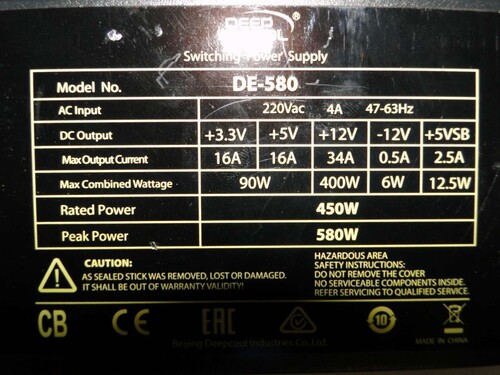 DEEP
COOL
Switching Power Supply
Model No. DE-580
AC Input 220Vac 4A 47-63Hz
DC Output +3.3V +5V +12V -12V +5VSB
Max Output Current 16A 16A 34A 0.5A 2.5A
Max Combined Wattage 90W 400W 6W 12.5W
Rated Power 450W
Peak Power 580W
CAUTION:
AS SEALED STICK WAS REMOVED, LOST OR DAMAGED.
IT SHALL BE OUT OF WARRANTY VALIDITY!
HAZARDOUS AREA
SAFETY INSTRUCTIONS:
DO NOT REMOVE THE COVER
NO SERVICEABLE COMPONENTS INSIDE.
REFER SERVICING TO QUALIFIED SERVICE.
CB CE EAC 10
MADE IN CHINA
Beijing Deepcool Industries Co.,Ltd.